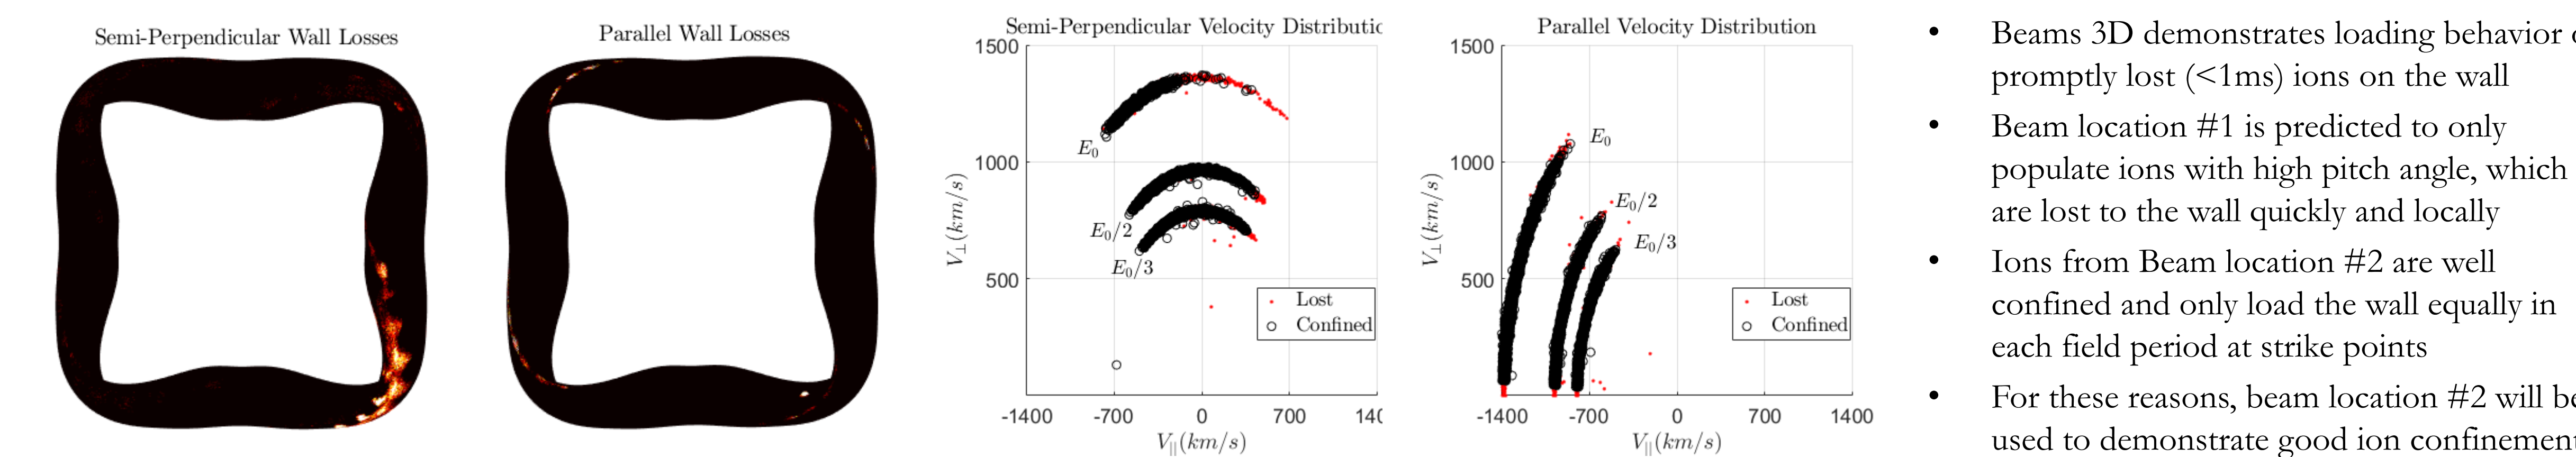 Semi-Perpendicular Wall Losses
Parallel Wall Losses
Semi-Perpendicular Velocity Distributic
1500
1000
500
V⊥(km/s)
E0
E0/2
E0/3
Lost
Confined
-1400 -700 0 700
V||(km/s)
Parallel Velocity Distribution
1500
1000
500
V⊥(km/s)
E0
E0/2
E0/3
Lost
Confined
-1400 -700 0 700 1400
V||(km/s)
• Beams 3D demonstrates loading behavior
promptly lost (<1ms) ions on the wall
• Beam location #1 is predicted to only
populate ions with high pitch angle, which
are lost to the wall quickly and locally
• Ions from Beam location #2 are well
confined and only load the wall equally in
each field period at strike points
• For these reasons, beam location #2 will be
used to demonstrate good ion confinement